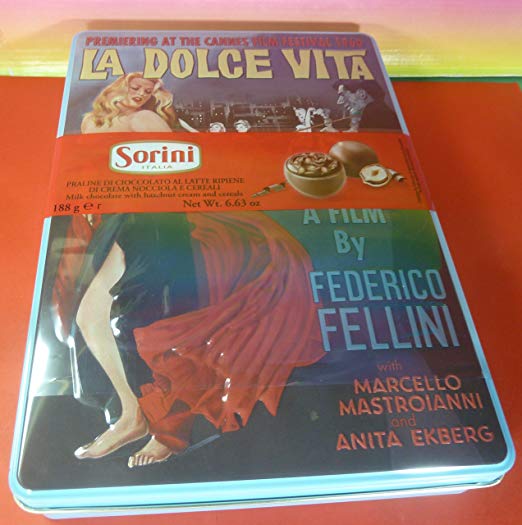 PREMIERING AT THE CANNES FILM FESTIVAL 1960
LA DOLCE VITA
Sorini
ITALIA
PRALINE DI CIOCCOLATO AL LATTE RIPIENE
DI CREMA NOCCIOLA E CEREALI
Milk chocolate with hazelnut cream and cereals
188 g e r Net Wt. 6.63 oz
A FILM
By
FEDERICO
FELLINI
with
MARCELLO
MASTROIANNI
and
ANITA EKBERG